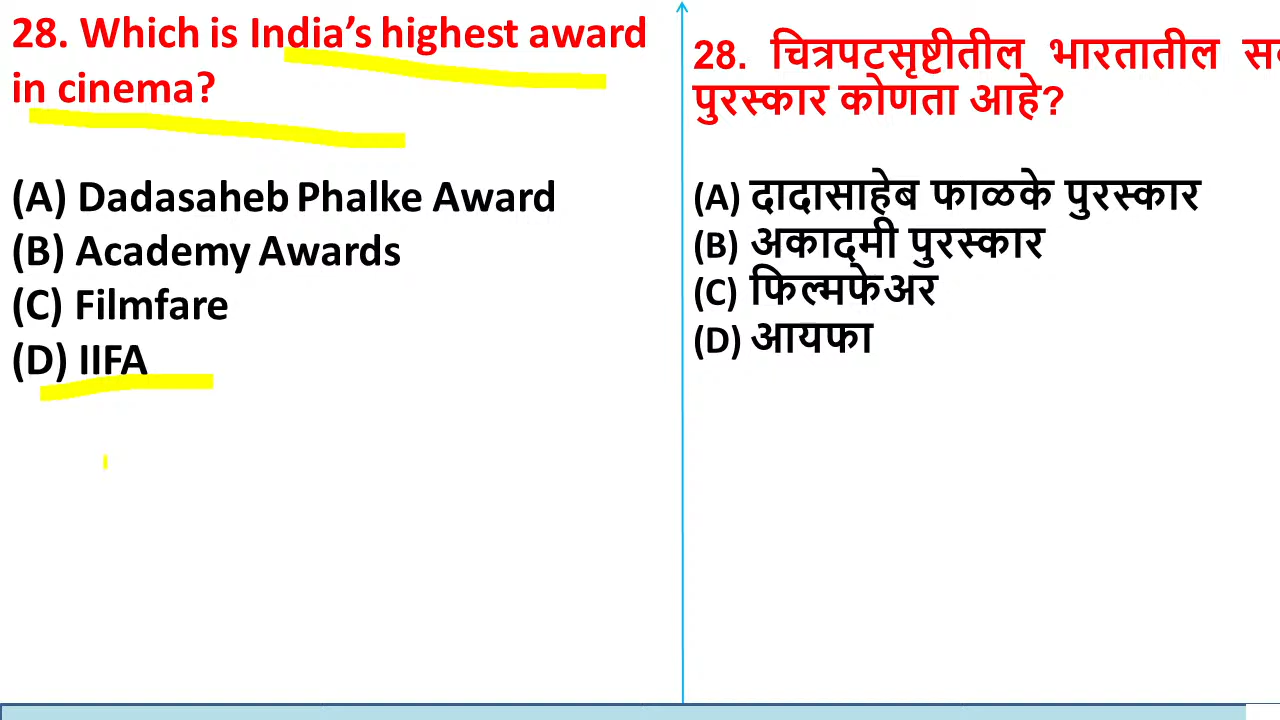 28. Which is India’s highest award
in cinema?
(A) Dadasaheb Phalke Award
(B) Academy Awards
(C) Filmfare
(D) IIFA
28. चित्रपटसृष्टीतील भारतातील
पुरस्कार कोणता आहे?
(A) दादासाहेब फाळके पुरस्कार
(B) अकादमी पुरस्कार
(C) फिल्मफेअर
(D) आयफा